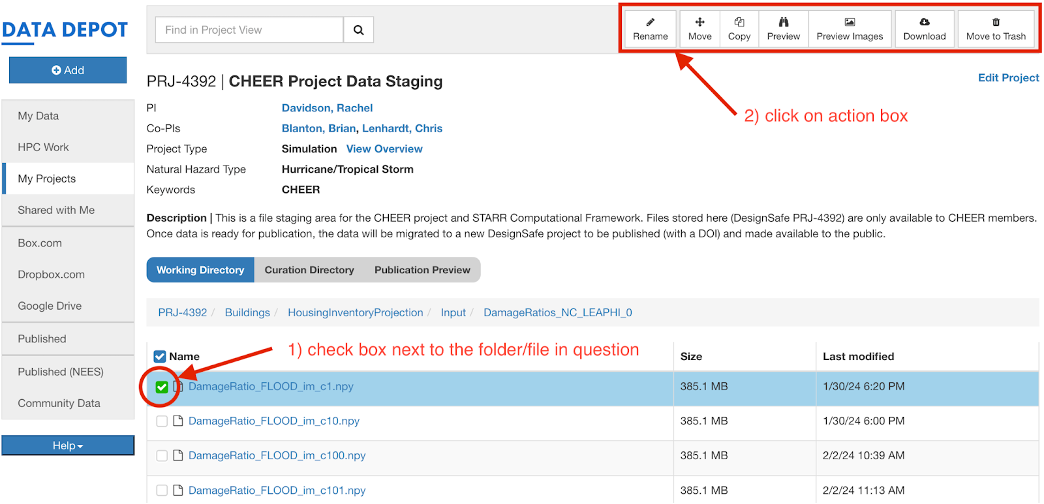 DATA DEPOT
Find in Project View
Rename Move Copy Preview Preview Images Download Move to Trash
Add
PRJ-4392 | CHEER Project Data Staging
Edit Project
2) click on action box
My Data
HPC Work
My Projects
Shared with Me
Box.com
Dropbox.com
Google Drive
Published
Published (NEES)
Community Data
Help
PI Davidson, Rachel
Co-PIs Blanton, Brian, Lenhardt, Chris
Project Type Simulation View Overview
Natural Hazard Type Hurricane/Tropical Storm
Keywords CHEER
Description | This is a file staging area for the CHEER project and STARR Computational Framework. Files stored here (DesignSafe PRJ-4392) are only available to CHEER members.
Once data is ready for publication, the data will be migrated to a new DesignSafe project to be published (with a DOI) and made available to the public.
Working Directory Curation Directory Publication Preview
PRJ-4392 / Buildings / HousingInventoryProjection / Input / DamageRatios_NC_LEAPHI_0
1) check box next to the folder/file in question
Name Size Last modified
DamageRatio_FLOOD_im_c1.npy 385.1 MB 1/30/24 6:20 PM
DamageRatio_FLOOD_im_c10.npy 385.1 MB 1/30/24 6:00 PM
DamageRatio_FLOOD_im_c100.npy 385.1 MB 2/2/24 10:39 AM
DamageRatio_FLOOD_im_c101.npy 385.1 MB 2/2/24 11:13 AM